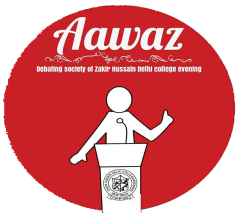 Aawaz
Debating society of Zakir Hussain Delhi college evening